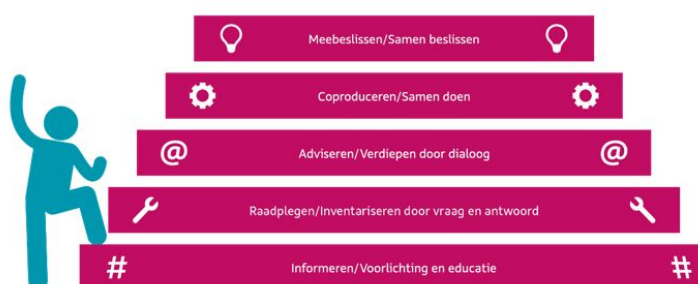 Meebeslissen/Samen beslissen
Coproduceren/Samen doen
@ Adviseren/Verdiepen door dialoog @
Raadplegen/Inventariseren door vraag en antwoord
# Informeren/Voorlichting en educatie #